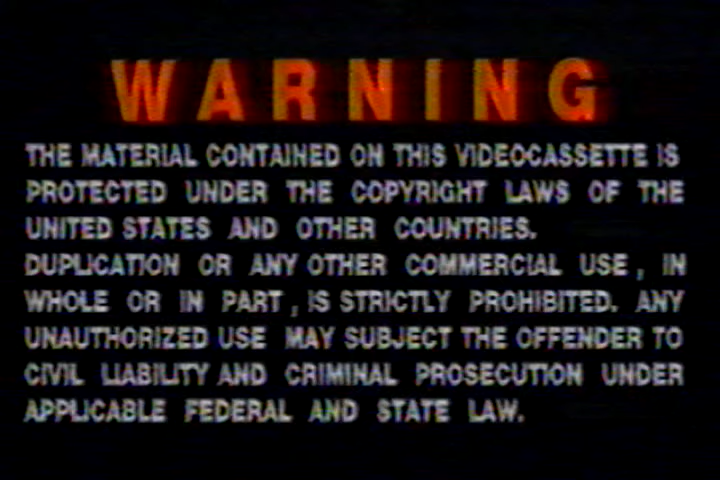 WARNING
THE MATERIAL CONTAINED ON THIS VIDEOCASSETTE IS
PROTECTED UNDER THE COPYRIGHT LAWS OF THE
UNITED STATES AND OTHER COUNTRIES.
DUPLICATION OR ANY OTHER COMMERCIAL USE, IN
WHOLE OR IN PART, IS STRICTLY PROHIBITED. ANY
UNAUTHORIZED USE MAY SUBJECT THE OFFENDER TO
CIVIL LIABILITY AND CRIMINAL PROSECUTION UNDER
APPLICABLE FEDERAL AND STATE LAW.